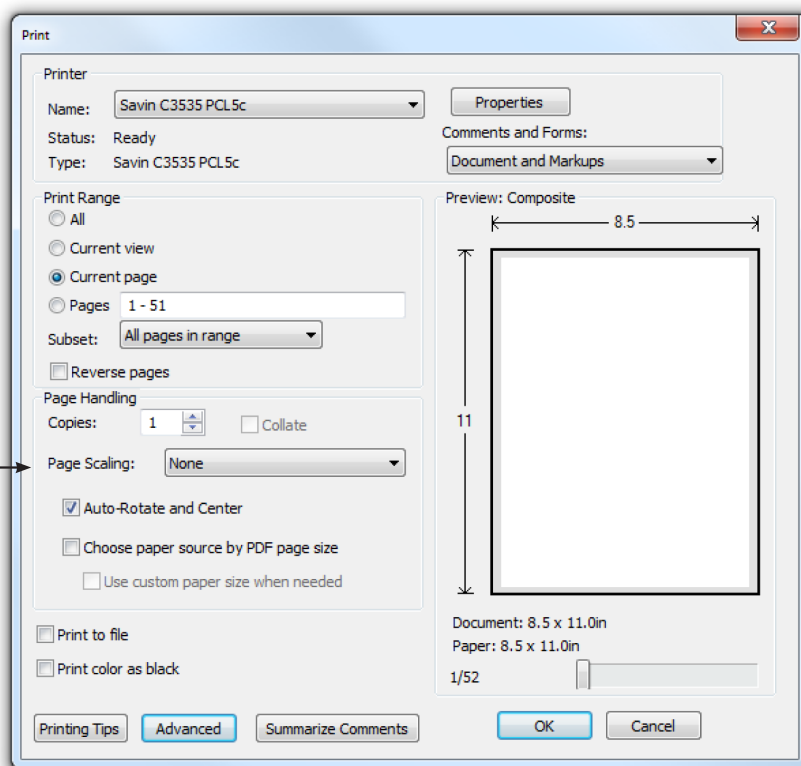 Print
Printer
Name: Savin C3535 PCL5c
Properties
Status: Ready
Comments and Forms:
Type: Savin C3535 PCL5c
Document and Markups
Print Range
All
Current view
Current page
Pages 1 - 51
Subset: All pages in range
Reverse pages
Page Handling
Copies: 1 Collate
Page Scaling: None
Auto-Rotate and Center
Choose paper source by PDF page size
Use custom paper size when needed
Print to file
Print color as black
Preview: Composite
8.5
11
Document: 8.5 x 11.0in
Paper: 8.5 x 11.0in
1/52
Printing Tips Advanced Summarize Comments OK Cancel